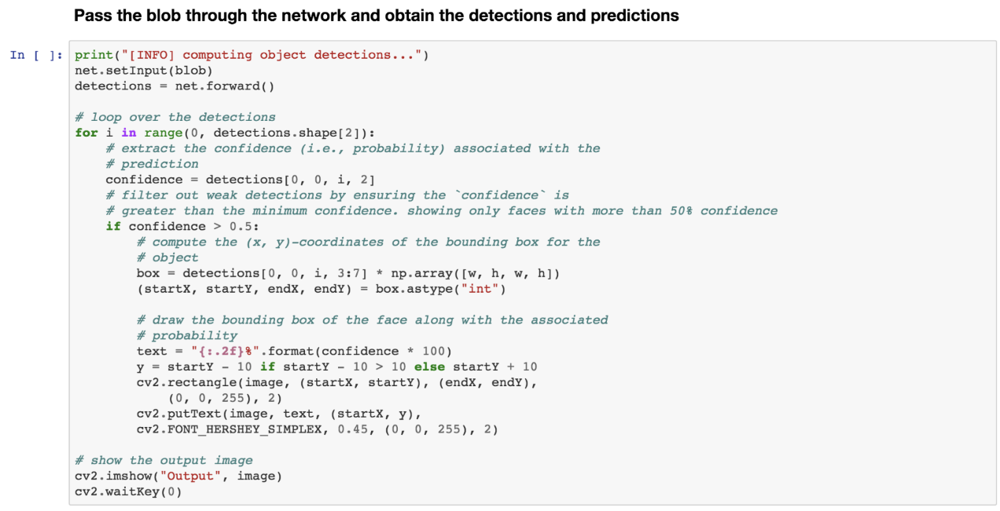 Pass the blob through the network and obtain the detections and predictions
In [ ]: print("[INFO] computing object detections...")
net.setInput(blob)
detections = net.forward()

# loop over the detections
for i in range(0, detections.shape[2]):
    # extract the confidence (i.e., probability) associated with the
    # prediction
    confidence = detections[0, 0, i, 2]
    # filter out weak detections by ensuring the `confidence` is
    # greater than the minimum confidence. showing only faces with more than 50% confidence
    if confidence > 0.5:
        # compute the (x, y)-coordinates of the bounding box for the
        # object
        box = detections[0, 0, i, 3:7] * np.array([w, h, w, h])
        (startX, startY, endX, endY) = box.astype("int")

        # draw the bounding box of the face along with the associated
        # probability
        text = "{:.2f}%".format(confidence * 100)
        y = startY - 10 if startY - 10 > 10 else startY + 10
        cv2.rectangle(image, (startX, startY), (endX, endY),
            (0, 0, 255), 2)
        cv2.putText(image, text, (startX, y),
        cv2.FONT_HERSHEY_SIMPLEX, 0.45, (0, 0, 255), 2)

# show the output image
cv2.imshow("Output", image)
cv2.waitKey(0)